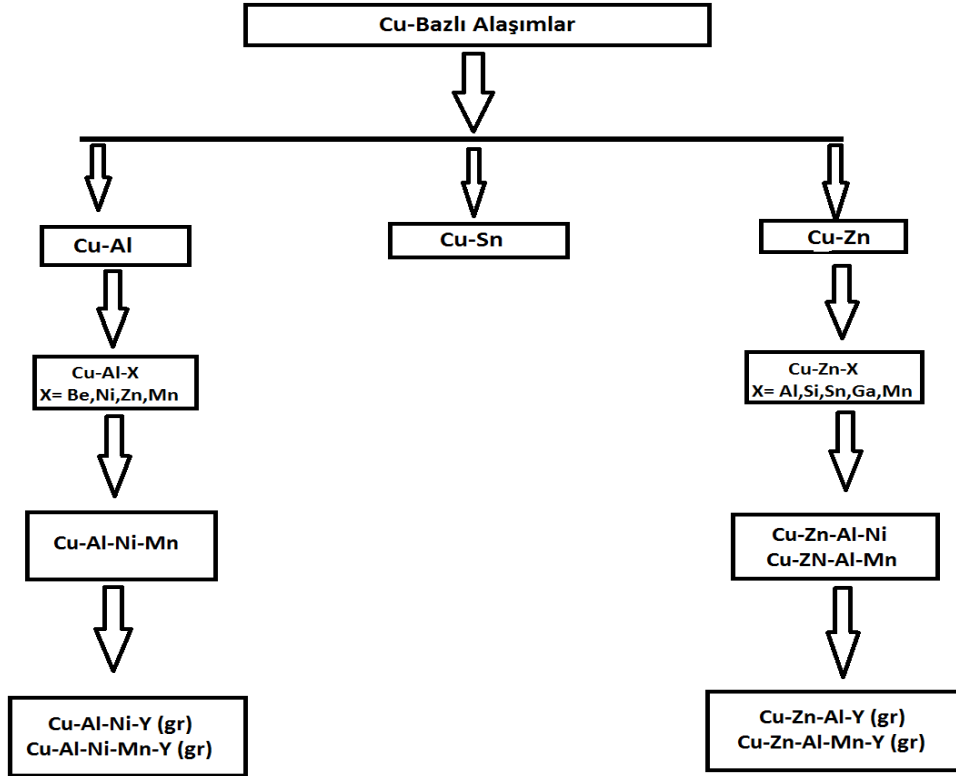 Cu-Bazlı Alaşımlar
Cu-Al
Cu-Sn
Cu-Zn
Cu-Al-X
X= Be,Ni,Zn,Mn
Cu-Zn-X
X= Al,Si,Sn,Ga,Mn
Cu-Al-Ni-Mn
Cu-Zn-Al-Ni
Cu-ZN-Al-Mn
Cu-Al-Ni-Y (gr)
Cu-Al-Ni-Mn-Y (gr)
Cu-Zn-Al-Y (gr)
Cu-Zn-Al-Mn-Y (gr)